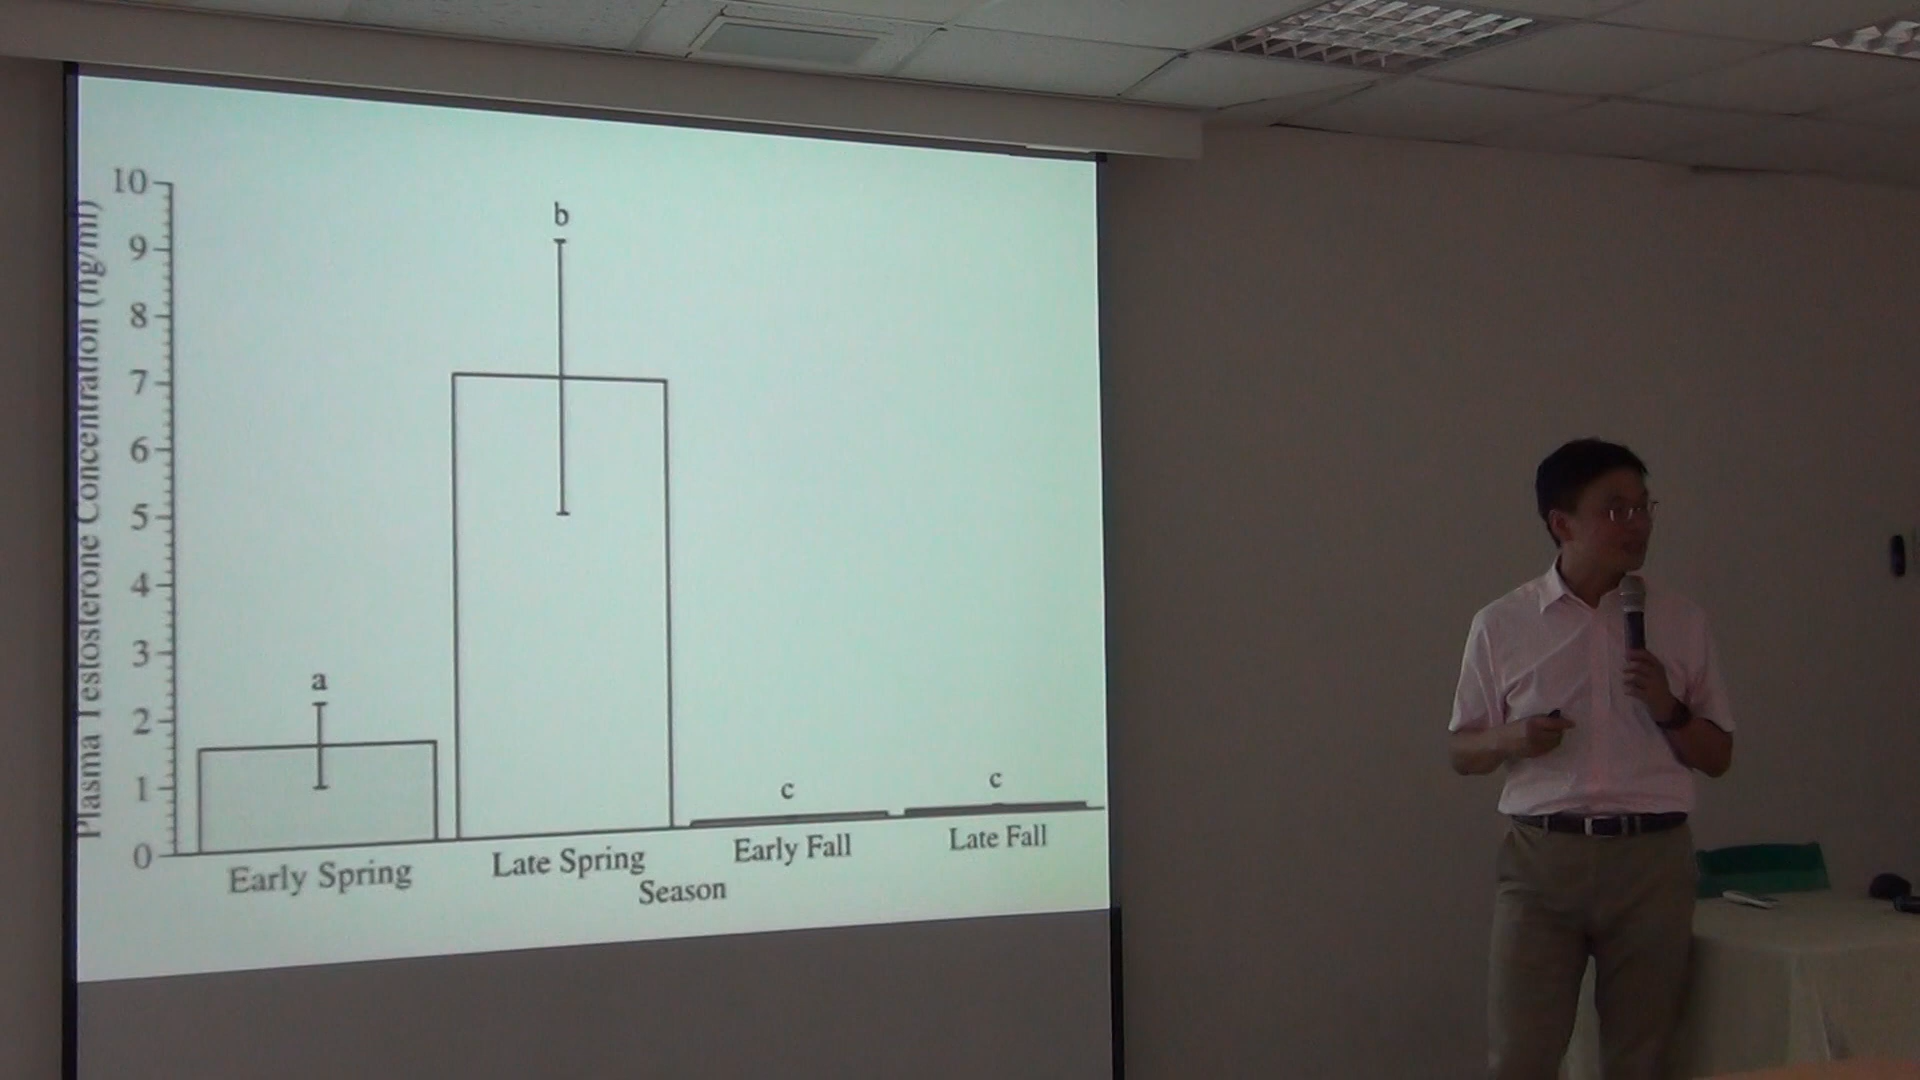 Plasma Testosterone Concentration (ng/ml)
10
9
8
7
6
5
4
3
2
1
0
a
b
c
c
Early Spring
Late Spring
Early Fall
Late Fall
Season